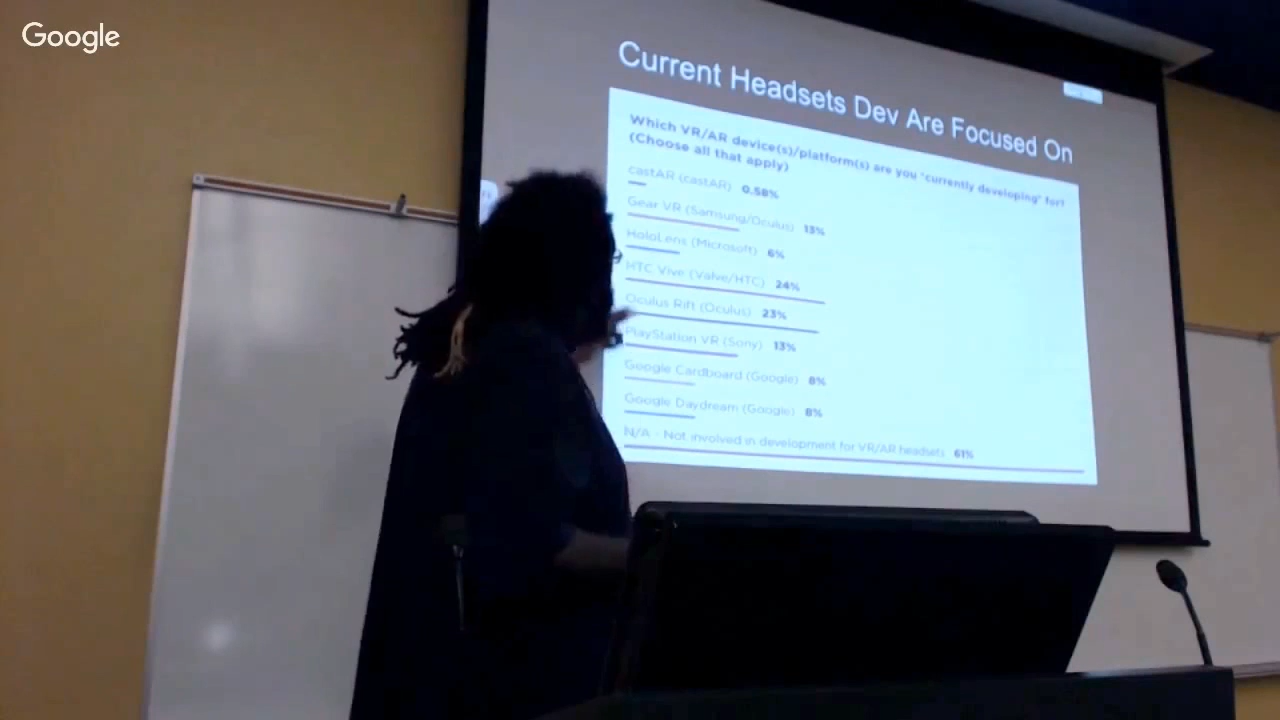 Google
Current Headsets Dev Are Focused On
Which VR/AR device(s)/platform(s) are you "currently developing" for?
(Choose all that apply)
castAR (castAR) 0.58%
Gear VR (Samsung/Oculus) 13%
HoloLens (Microsoft) 6%
HTC Vive (Valve/HTC) 24%
Oculus Rift (Oculus) 23%
PlayStation VR (Sony) 13%
Google Cardboard (Google) 8%
Google Daydream (Google) 8%
N/A - Not involved in development for VR/AR headsets 61%